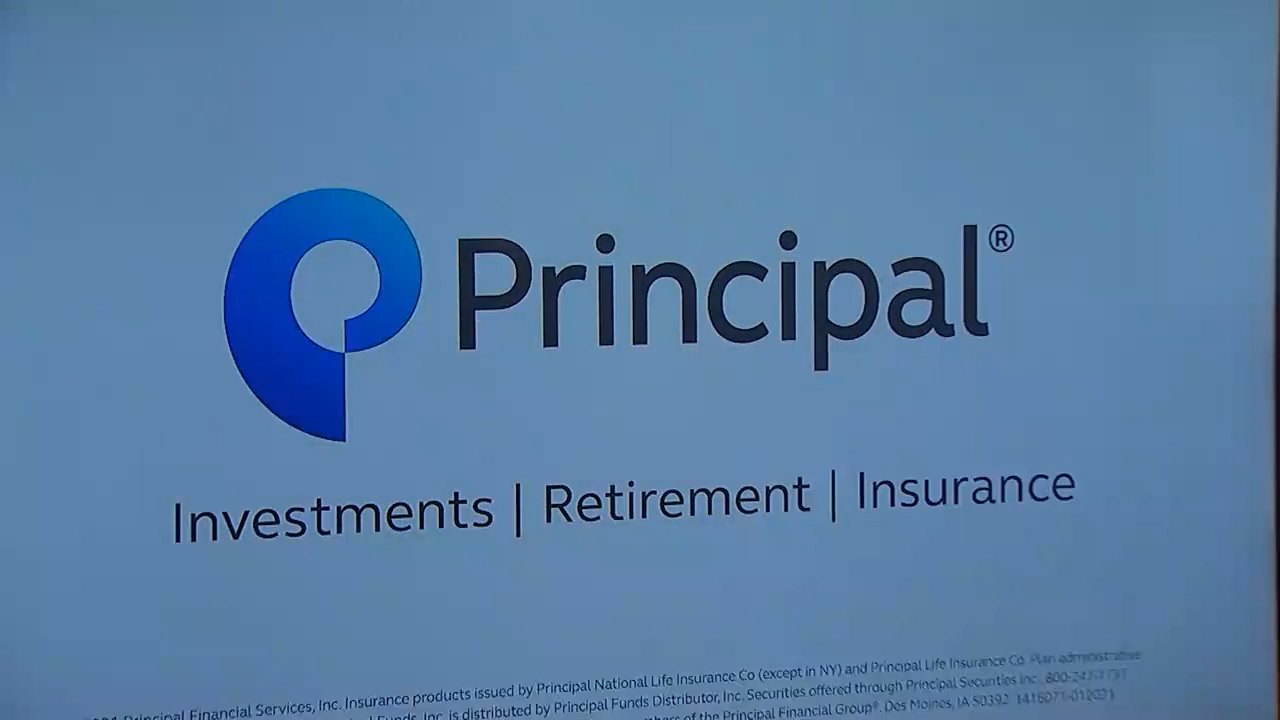 Principal®
Investments | Retirement | Insurance
Principal Financial Services, Inc. Insurance products issued by Principal National Life Insurance Co (except in NY) and Principal Life Insurance Co. Plan administrative
Funds, Inc. is distributed by Principal Funds Distributor, Inc. Securities offered through Principal Securities Inc.
of the Principal Financial Group®, Des Moines, IA 50392